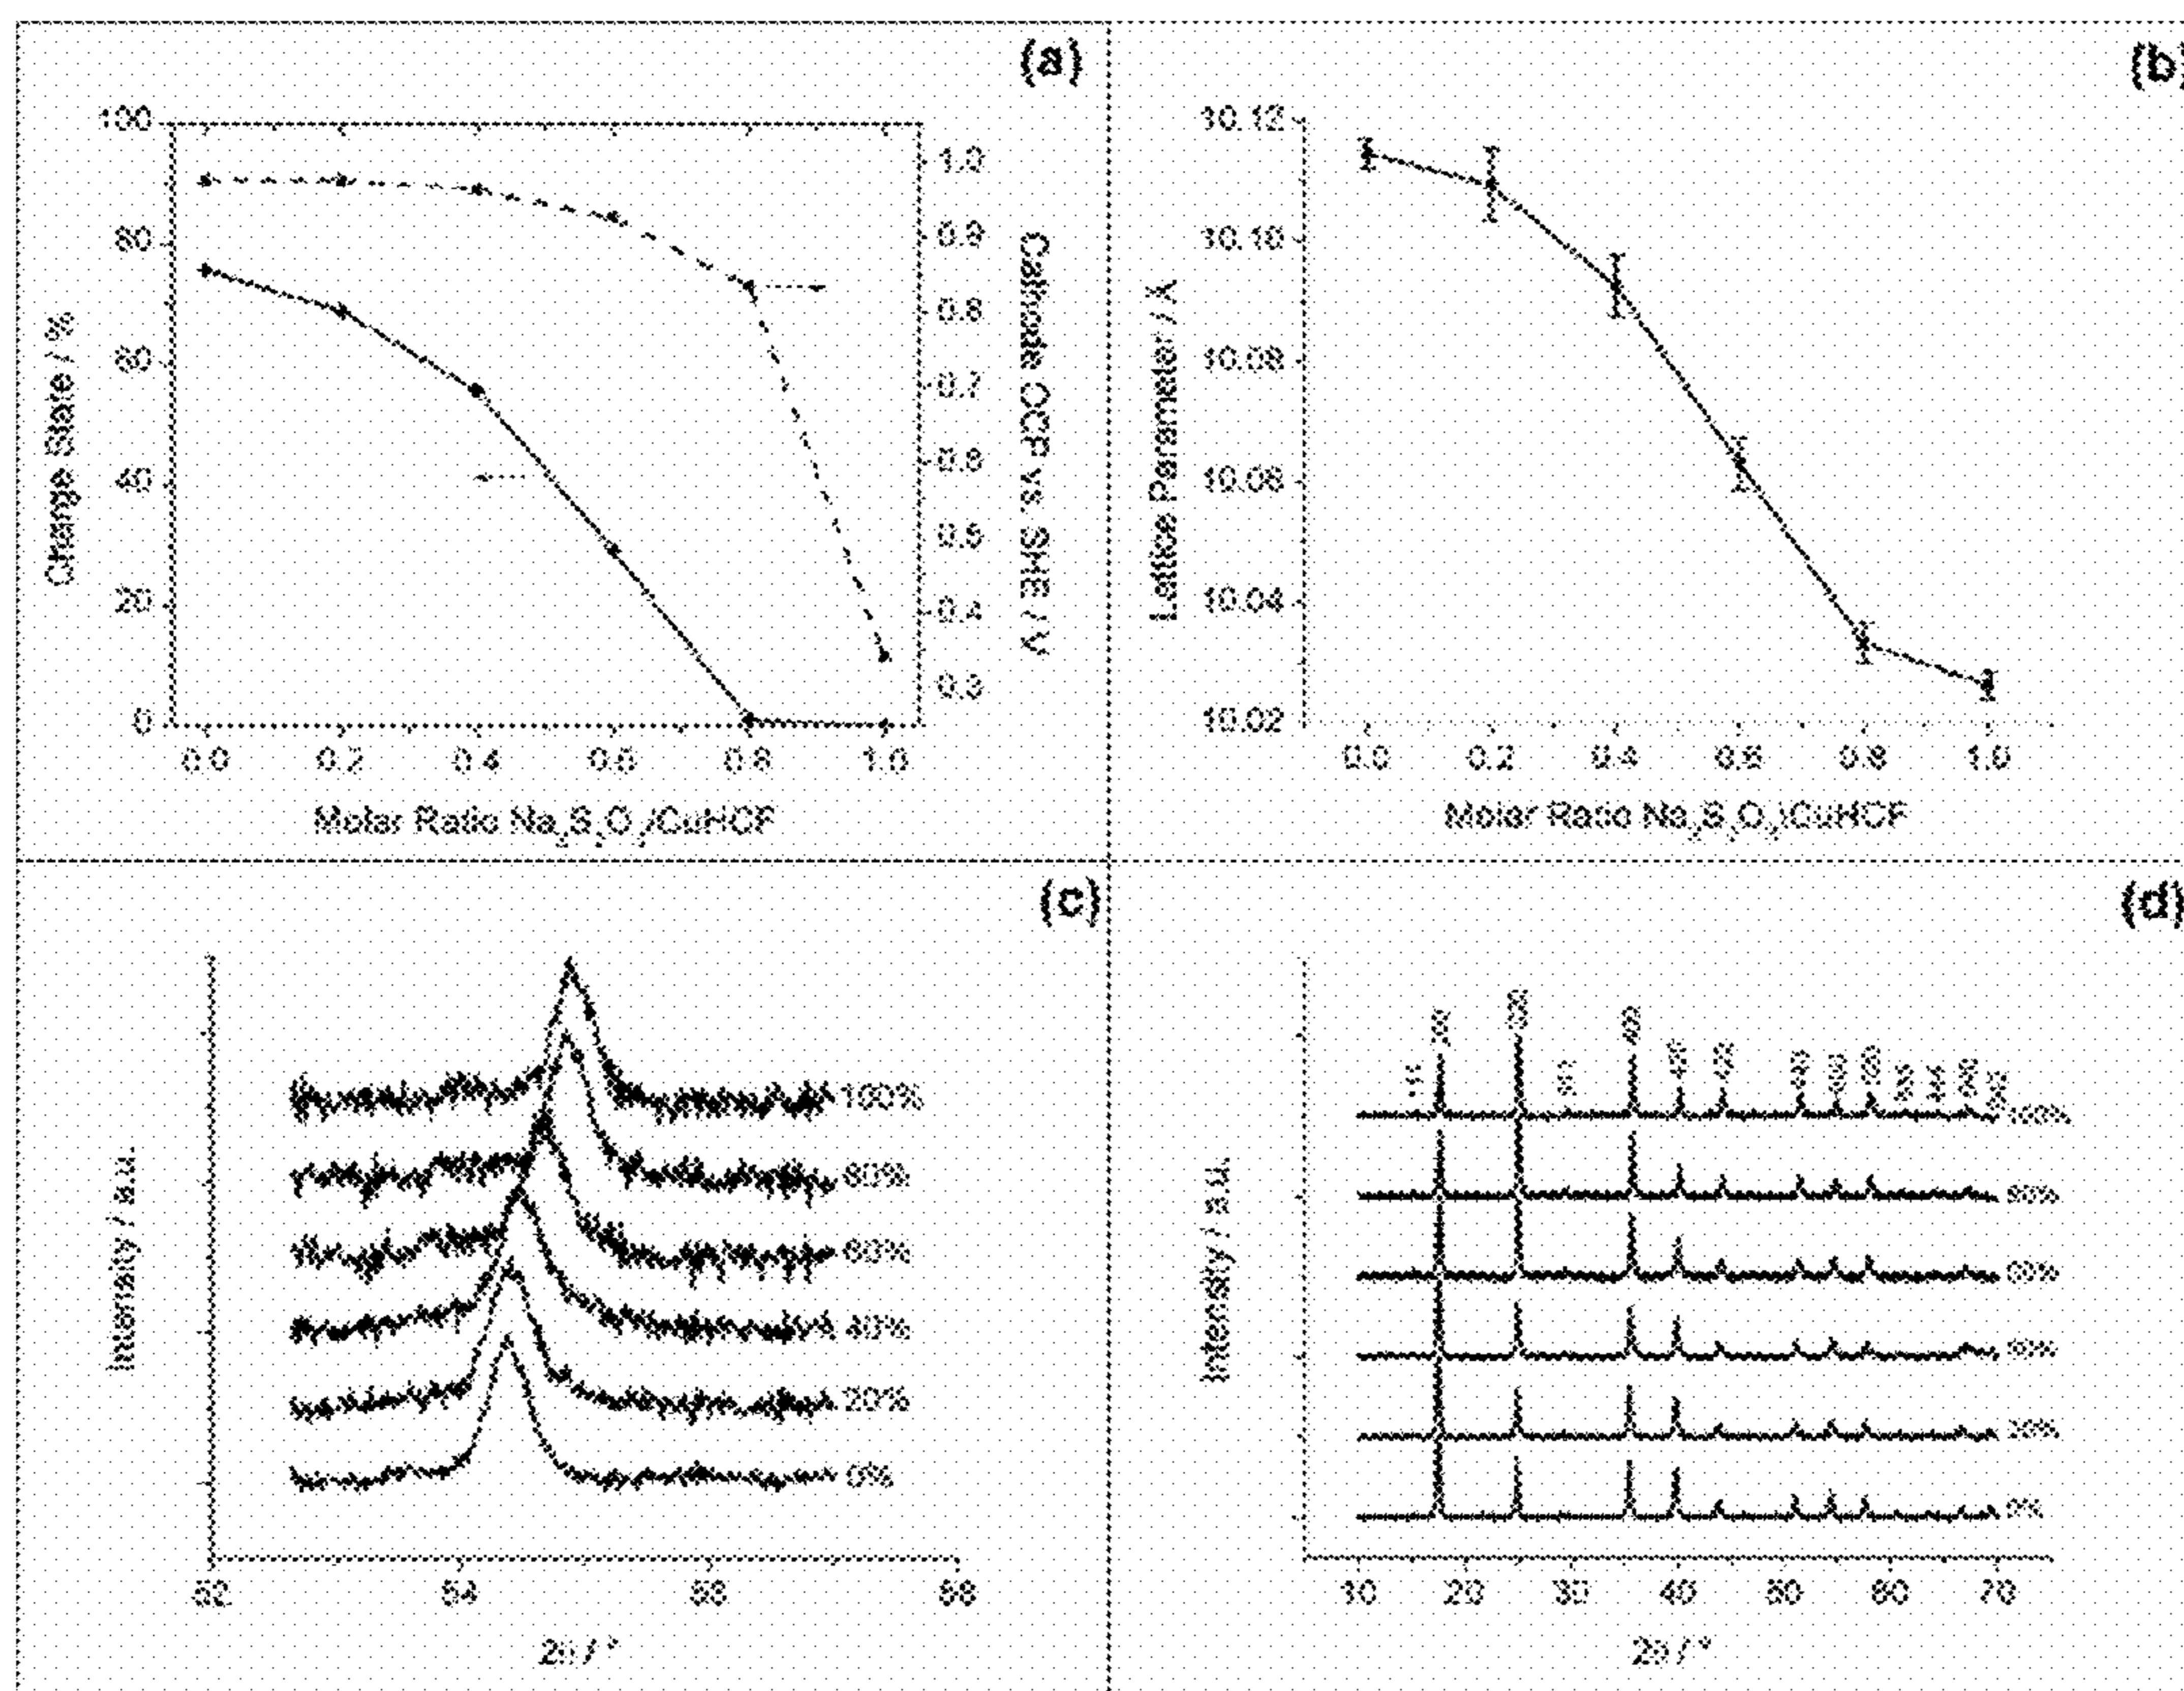 (a)
100
80
60
40
20
0
Charge State / %
1.0
0.9
0.8
0.7
0.6
0.5
0.4
0.3
Cathode OCP vs. SHE / V
0.0 0.2 0.4 0.6 0.8 1.0
Molar Ratio Na₂S₂O₃/CuHCF
(b)
10.12
10.10
10.08
10.06
10.04
10.02
Lattice Parameter / Å
0.0 0.2 0.4 0.6 0.8 1.0
Molar Ratio Na₂S₂O₃/CuHCF
(c)
Intensity / a.u.
100%
80%
60%
40%
20%
0%
52 54 56 58
2θ / °
(d)
Intensity / a.u.
100%
80%
60%
20%
0%
10 20 30 40 50 60 70
2θ / °